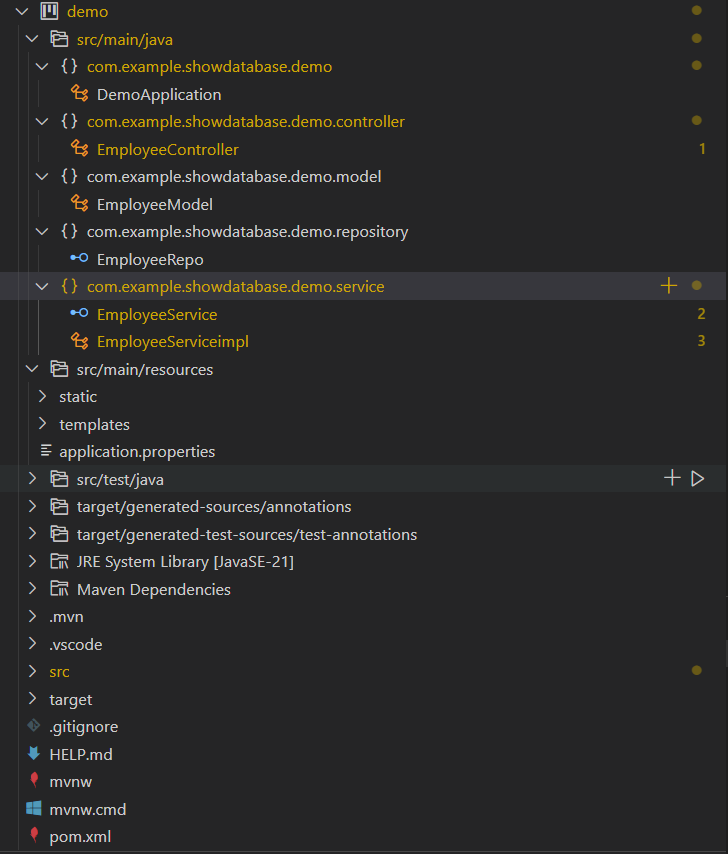 demo
src/main/java
{} com.example.showdatabase.demo
DemoApplication
{} com.example.showdatabase.demo.controller
EmployeeController 1
{} com.example.showdatabase.demo.model
EmployeeModel
{} com.example.showdatabase.demo.repository
EmployeeRepo
{} com.example.showdatabase.demo.service
EmployeeService 2
EmployeeServiceimpl 3
src/main/resources
static
templates
application.properties
src/test/java
target/generated-sources/annotations
target/generated-test-sources/test-annotations
JRE System Library [JavaSE-21]
Maven Dependencies
.mvn
.vscode
src
target
.gitignore
HELP.md
mvnw
mvnw.cmd
pom.xml